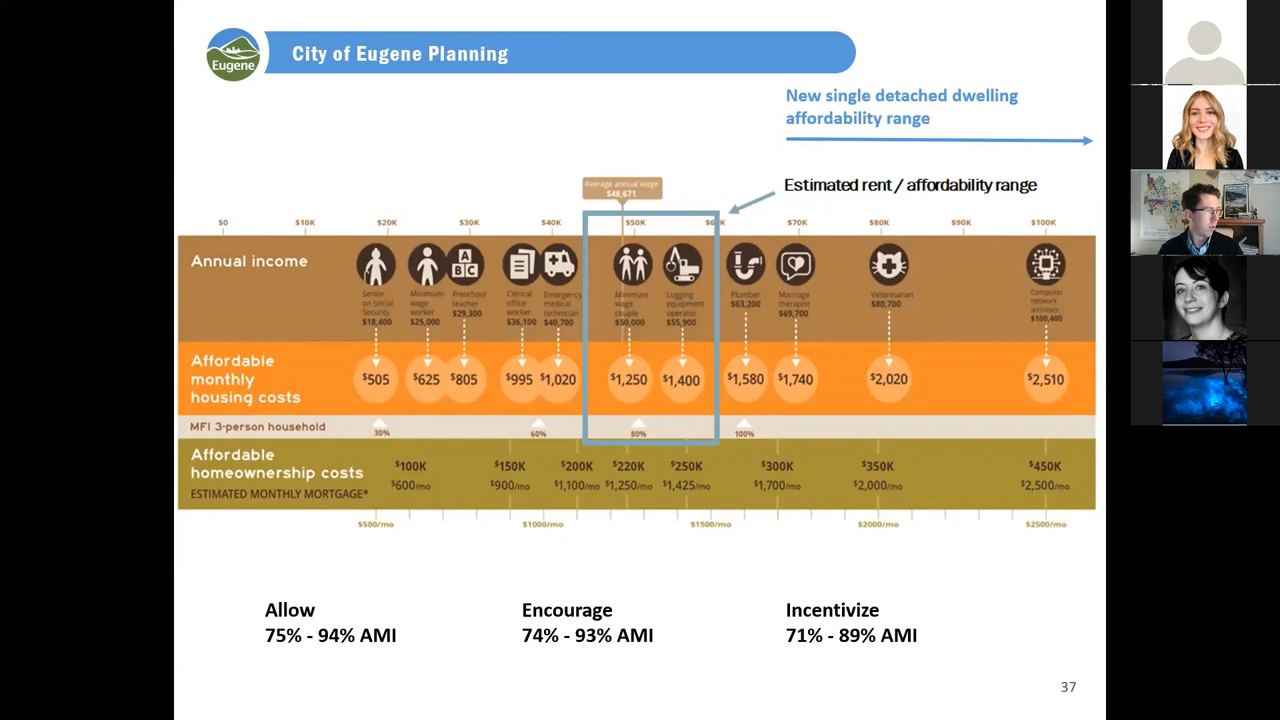 City of Eugene Planning
Eugene
New single detached dwelling
affordability range
Estimated rent / affordability range
Average annual wage
$48,671
$0 $10K $20K $30K $40K $50K $70K $80K $90K $100K
Annual income
Senior on Social Security $18,400
Minimum wage worker $25,000
Preschool teacher $29,300
Clerical office worker $36,100
Emergency medical technician $40,700
Minimum wage couple $50,000
Logging equipment operator $55,900
Plumber $63,200
Marriage therapist $69,700
Veterinarian $80,700
Computer network architect $100,400
A B C
Affordable
monthly
housing costs
$505 $625 $805 $995 $1,020 $1,250 $1,400 $1,580 $1,740 $2,020 $2,510
MFI 3-person household
30% 60% 80% 100%
Affordable
homeownership costs
ESTIMATED MONTHLY MORTGAGE*
$100K $150K $200K $220K $250K $300K $350K $450K
$600/mo $900/mo $1,100/mo $1,250/mo $1,425/mo $1,700/mo $2,000/mo $2,500/mo
$500/mo $1000/mo $1500/mo $2000/mo $2500/mo
Allow
75% - 94% AMI
Encourage
74% - 93% AMI
Incentivize
71% - 89% AMI
37